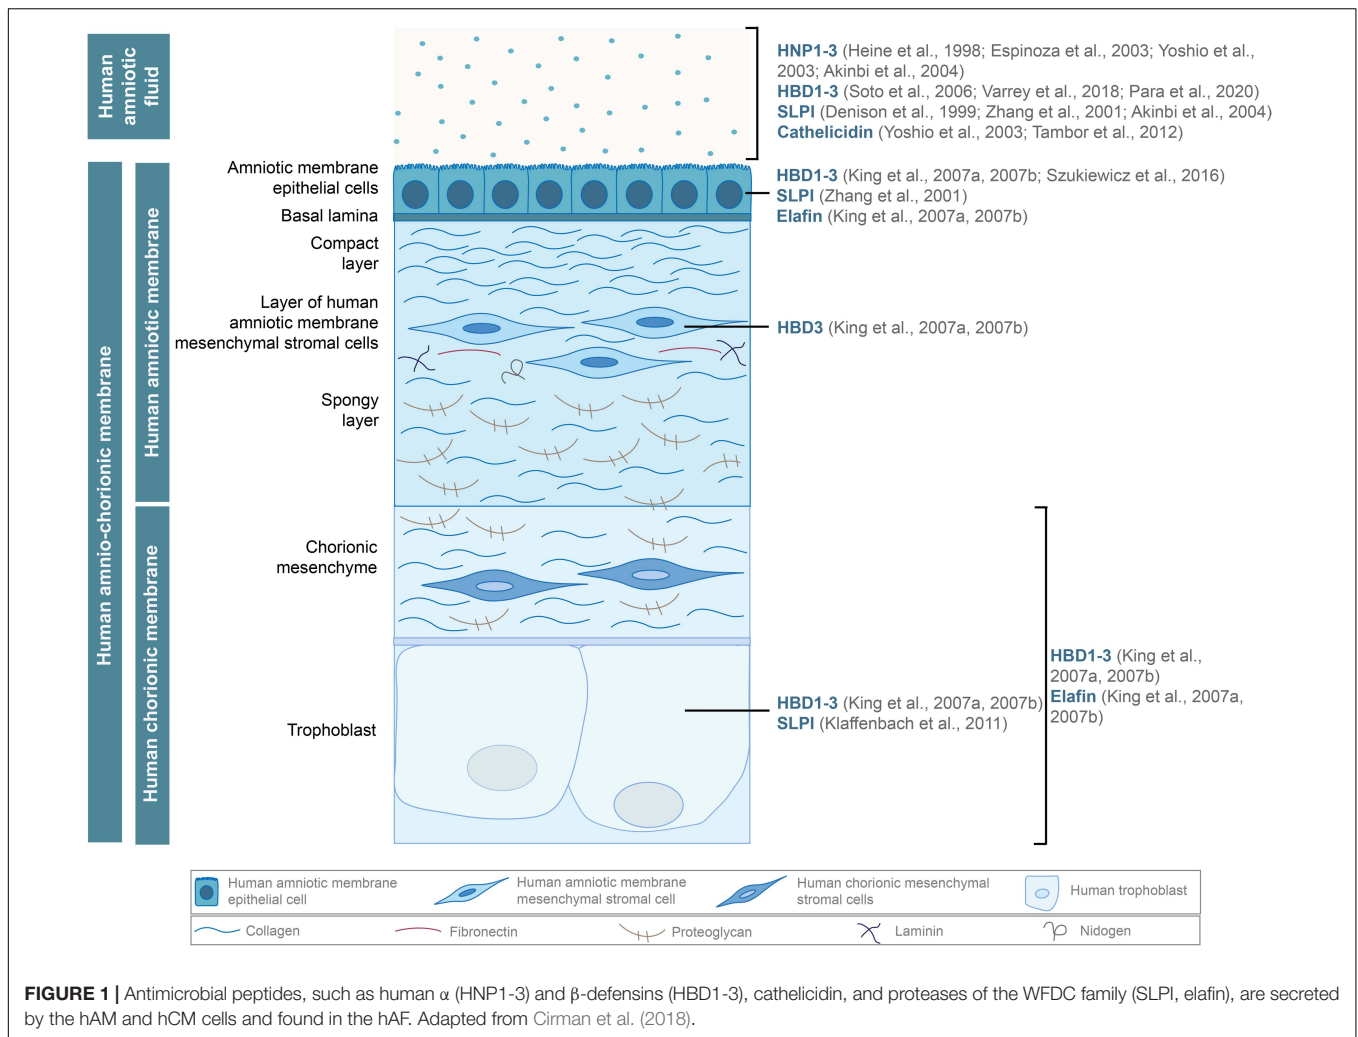 Human
amniotic
fluid
HNP1-3 (Heine et al., 1998; Espinoza et al., 2003; Yoshio et al.,
2003; Akinbi et al., 2004)
HBD1-3 (Soto et al., 2006; Varrey et al., 2018; Para et al., 2020)
SLPI (Denison et al., 1999; Zhang et al., 2001; Akinbi et al., 2004)
Cathelicidin (Yoshio et al., 2003; Tambor et al., 2012)
Human amnio-chorionic membrane
Human amniotic membrane
Human chorionic membrane
Amniotic membrane
epithelial cells
Basal lamina
HBD1-3 (King et al., 2007a, 2007b; Szukiewicz et al., 2016)
SLPI (Zhang et al., 2001)
Elafin (King et al., 2007a, 2007b)
Compact
layer
Layer of human
amniotic membrane
mesenchymal stromal cells
HBD3 (King et al., 2007a, 2007b)
Spongy
layer
Chorionic
mesenchyme
Trophoblast
HBD1-3 (King et al., 2007a, 2007b)
SLPI (Klaffenbach et al., 2011)
HBD1-3 (King et al.,
2007a, 2007b)
Elafin (King et al., 2007a,
2007b)
Human amniotic membrane
epithelial cell
Human amniotic membrane
mesenchymal stromal cell
Human chorionic mesenchymal
stromal cells
Human trophoblast
Collagen
Fibronectin
Proteoglycan
Laminin
Nidogen
FIGURE 1 | Antimicrobial peptides, such as human α (HNP1-3) and β-defensins (HBD1-3), cathelicidin, and proteases of the WFDC family (SLPI, elafin), are secreted
by the hAM and hCM cells and found in the hAF. Adapted from Cirman et al. (2018).